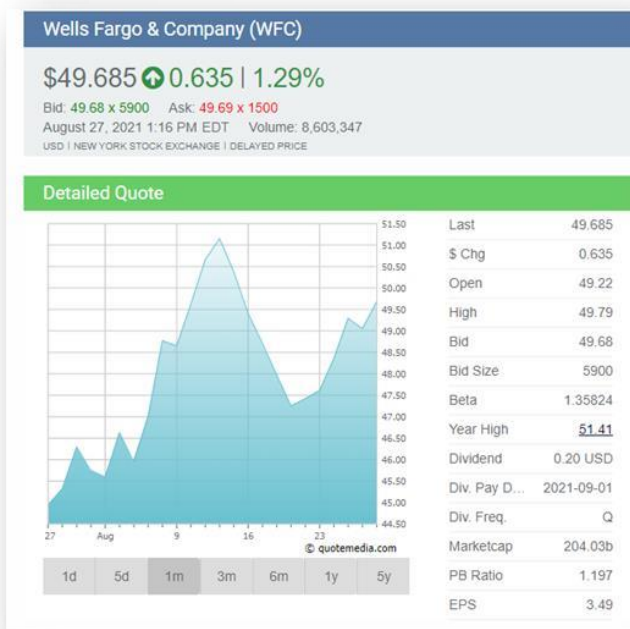 Wells Fargo & Company (WFC)
$49.685 0.635 | 1.29%
Bid: 49.68 x 5900 Ask: 49.69 x 1500
August 27, 2021 1:16 PM EDT Volume: 8,603,347
USD | NEW YORK STOCK EXCHANGE | DELAYED PRICE
Detailed Quote
51.50
51.00
50.50
50.00
49.50
49.00
48.50
48.00
47.50
47.00
46.50
46.00
45.50
45.00
44.50
27 Aug 9 16 23
© quotemedia.com
1d 5d 1m 3m 6m 1y 5y
Last 49.685
$ Chg 0.635
Open 49.22
High 49.79
Bid 49.68
Bid Size 5900
Beta 1.35824
Year High 51.41
Dividend 0.20 USD
Div. Pay D... 2021-09-01
Div. Freq. Q
Marketcap 204.03b
PB Ratio 1.197
EPS 3.49